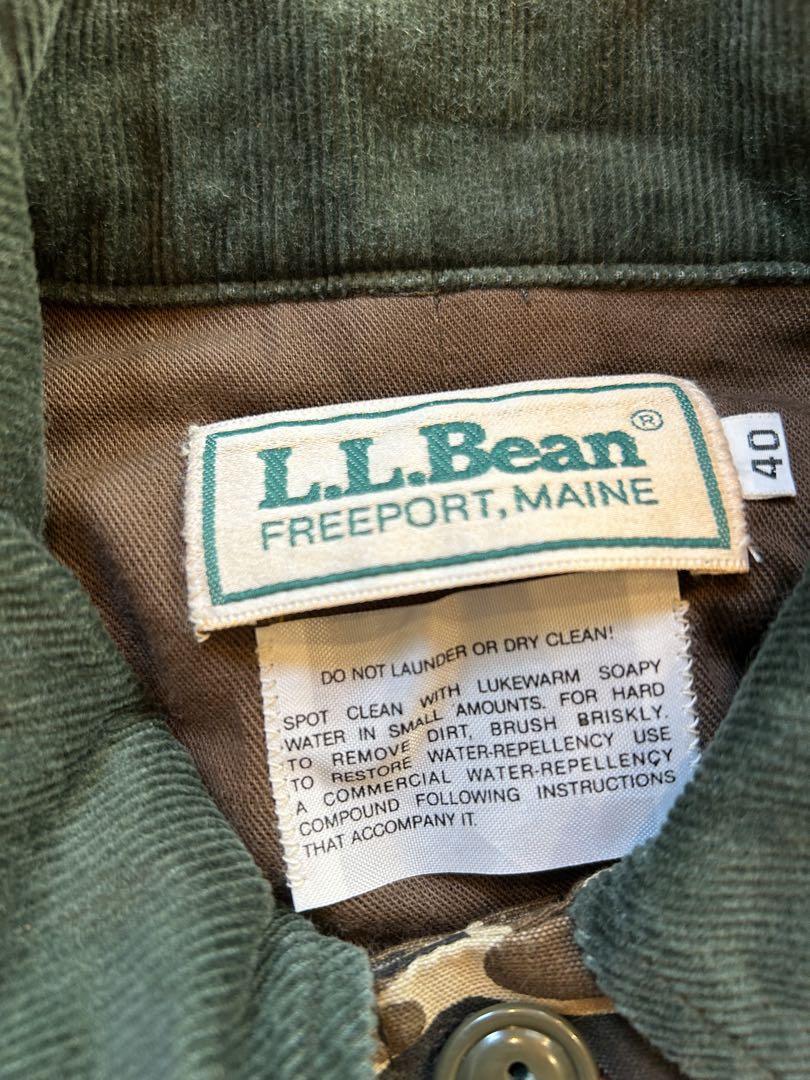 L.L.Bean®
FREEPORT, MAINE
40
DO NOT LAUNDER OR DRY CLEAN!
SPOT CLEAN WITH LUKEWARM SOAPY
WATER IN SMALL AMOUNTS. FOR HARD
TO REMOVE DIRT, BRUSH BRISKLY.
TO RESTORE WATER-REPELLENCY USE
A COMMERCIAL WATER-REPELLENCY
COMPOUND FOLLOWING INSTRUCTIONS
THAT ACCOMPANY IT.